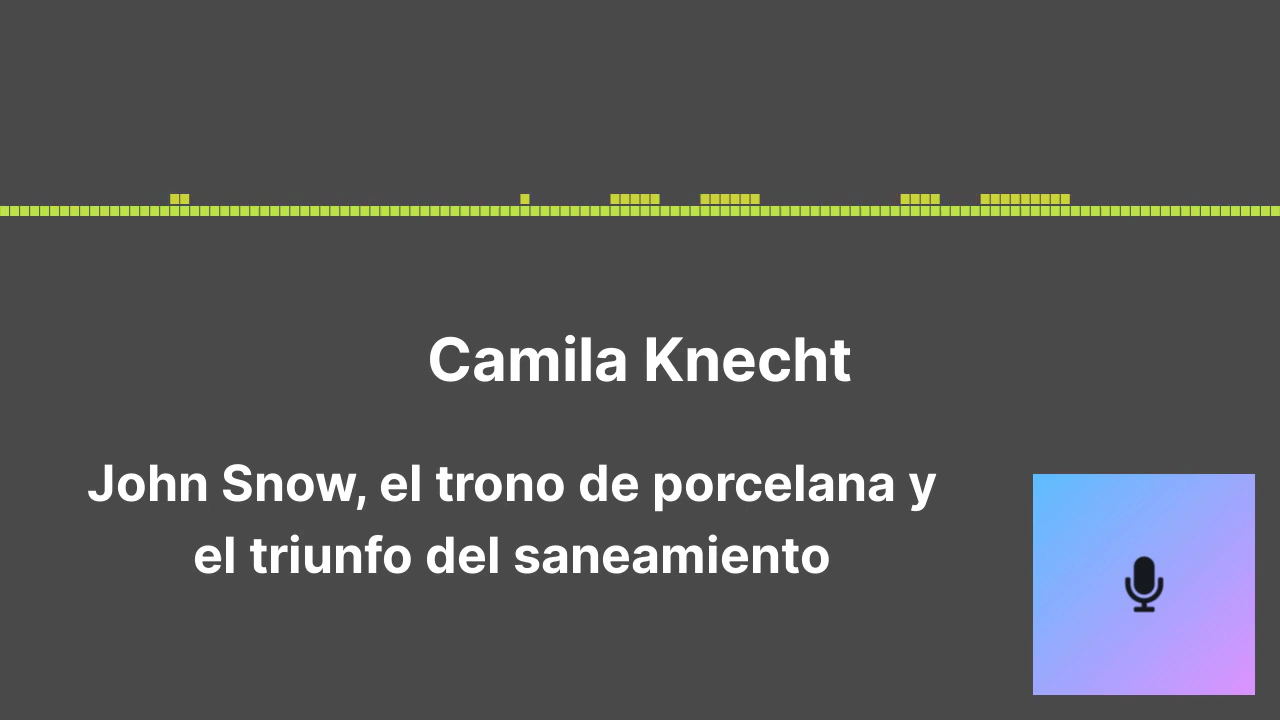 Camila Knecht
John Snow, el trono de porcelana y
el triunfo del saneamiento